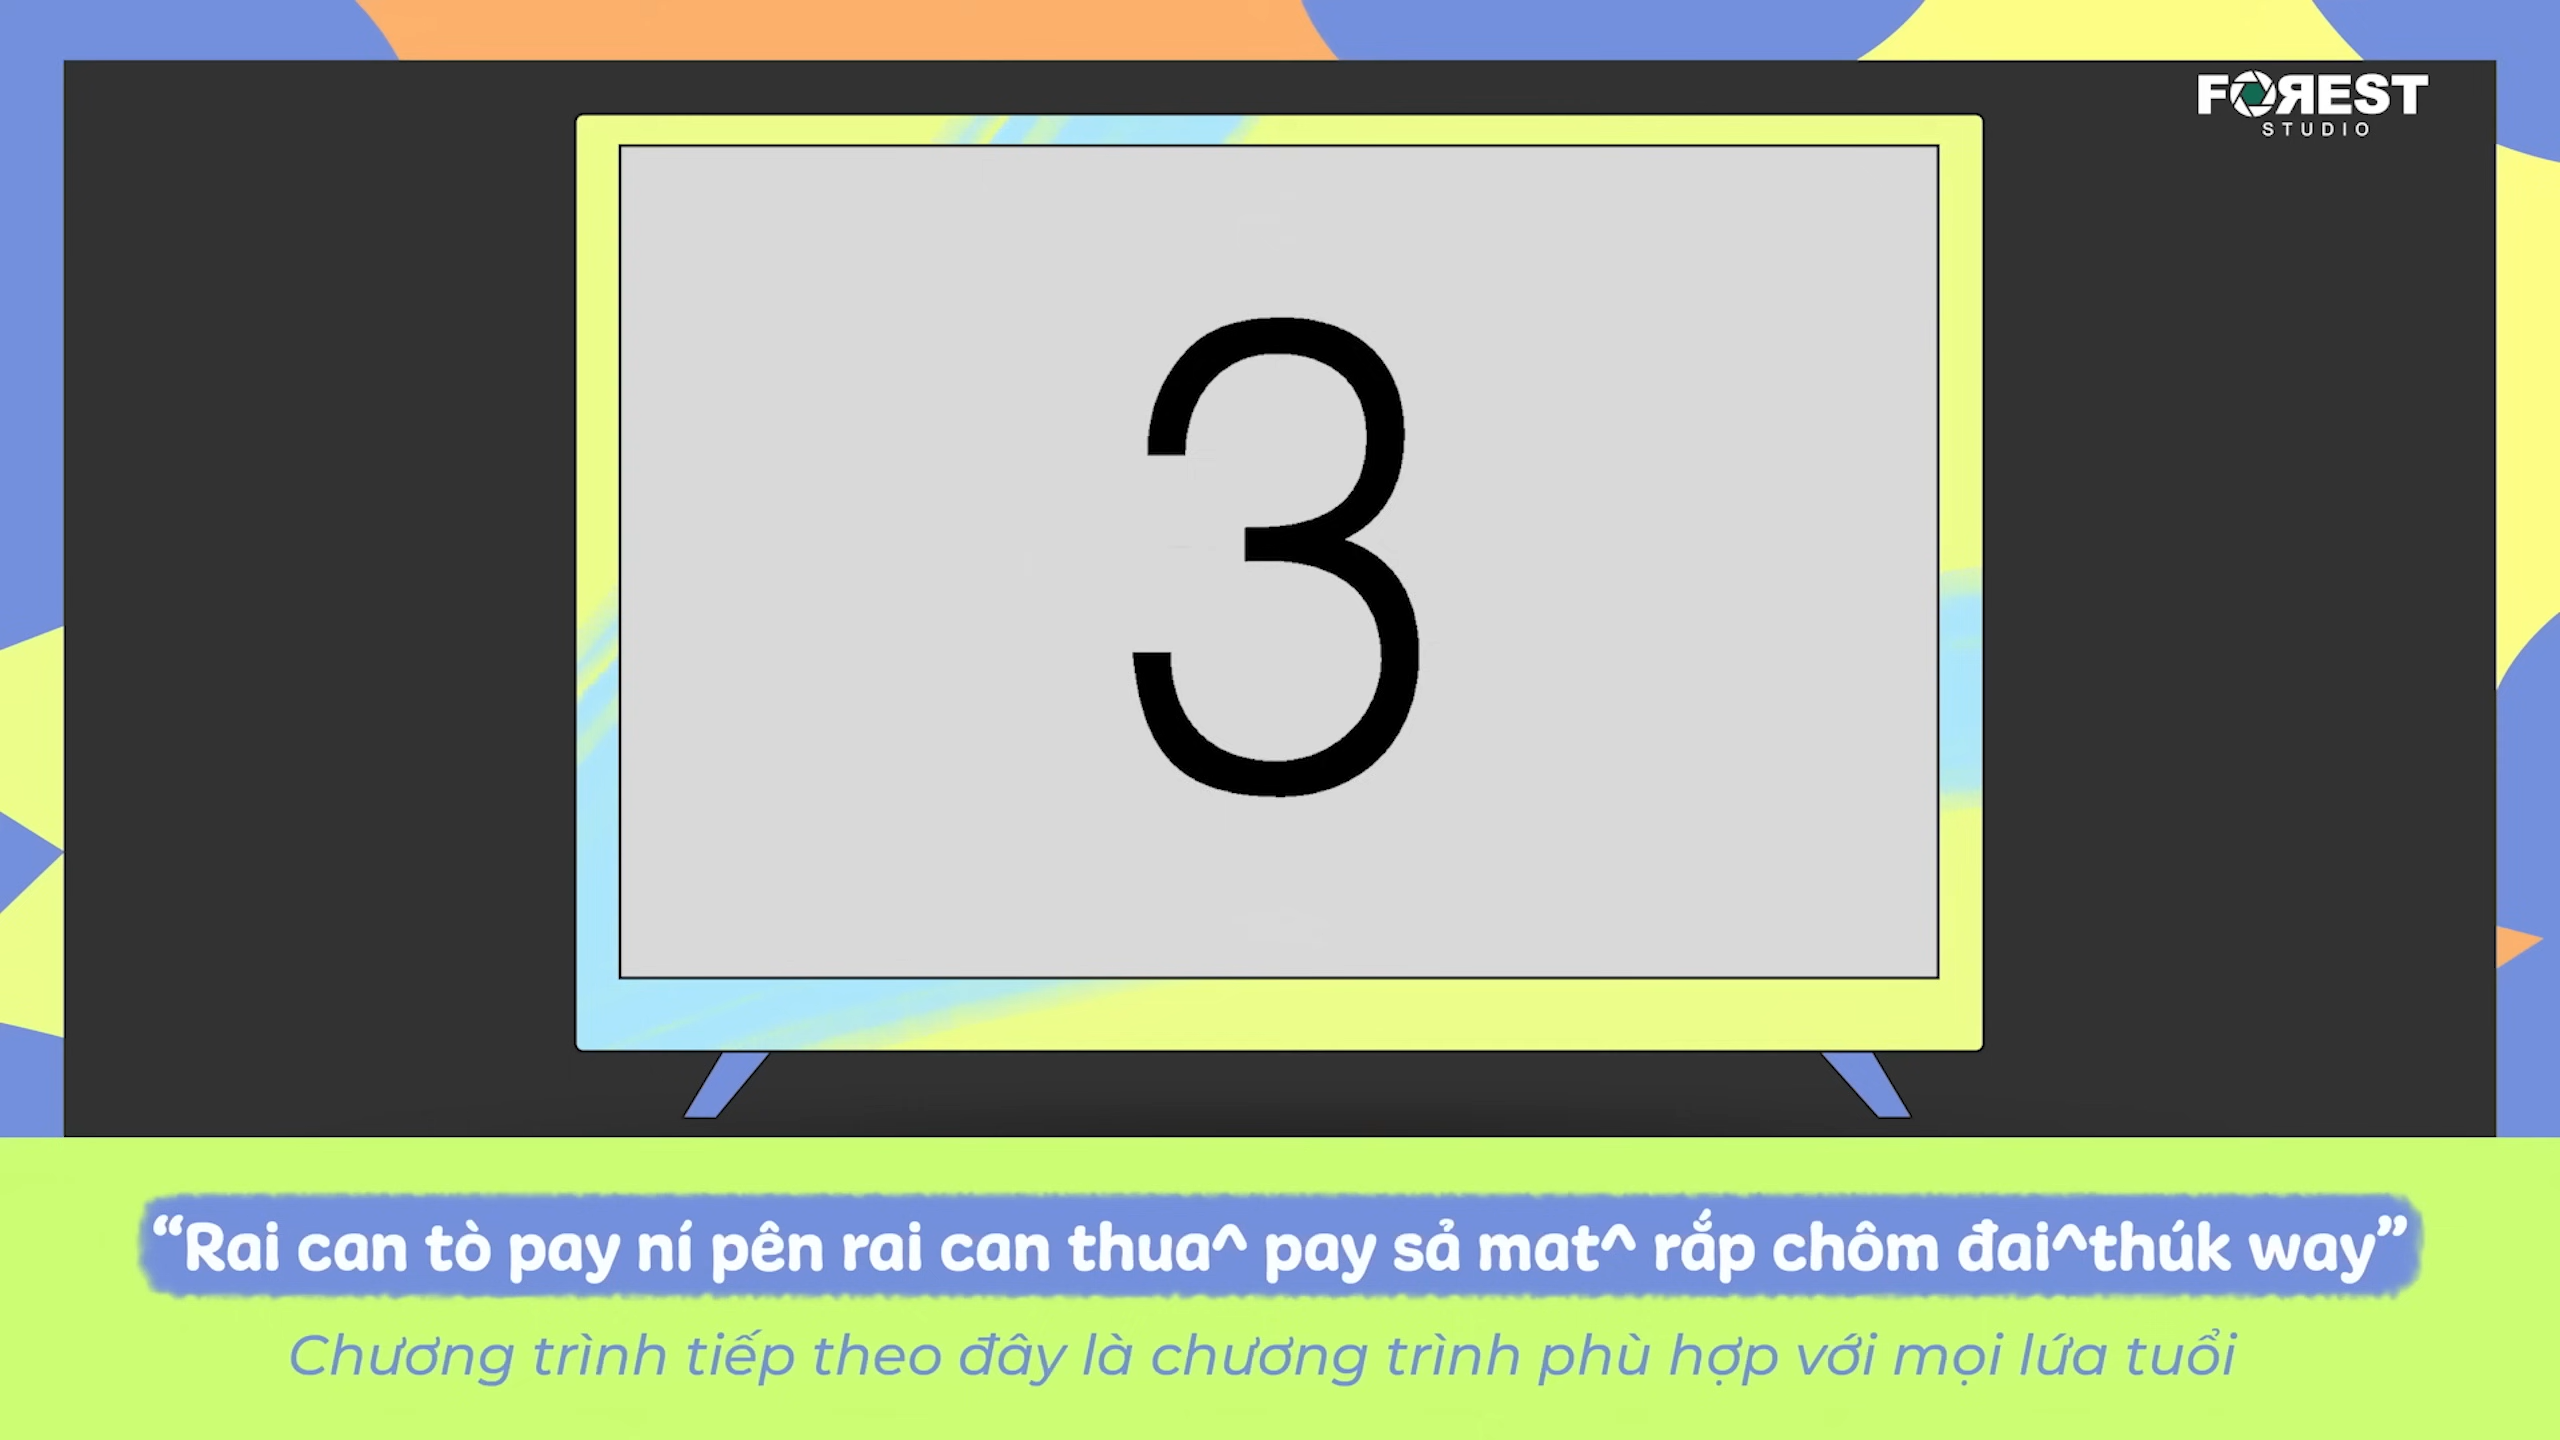 FOREST
STUDIO
3
“Rai can tò pay ní pên rai can thua^ pay sả mat^ rắp chôm đai^thúk way”
Chương trình tiếp theo đây là chương trình phù hợp với mọi lứa tuổi